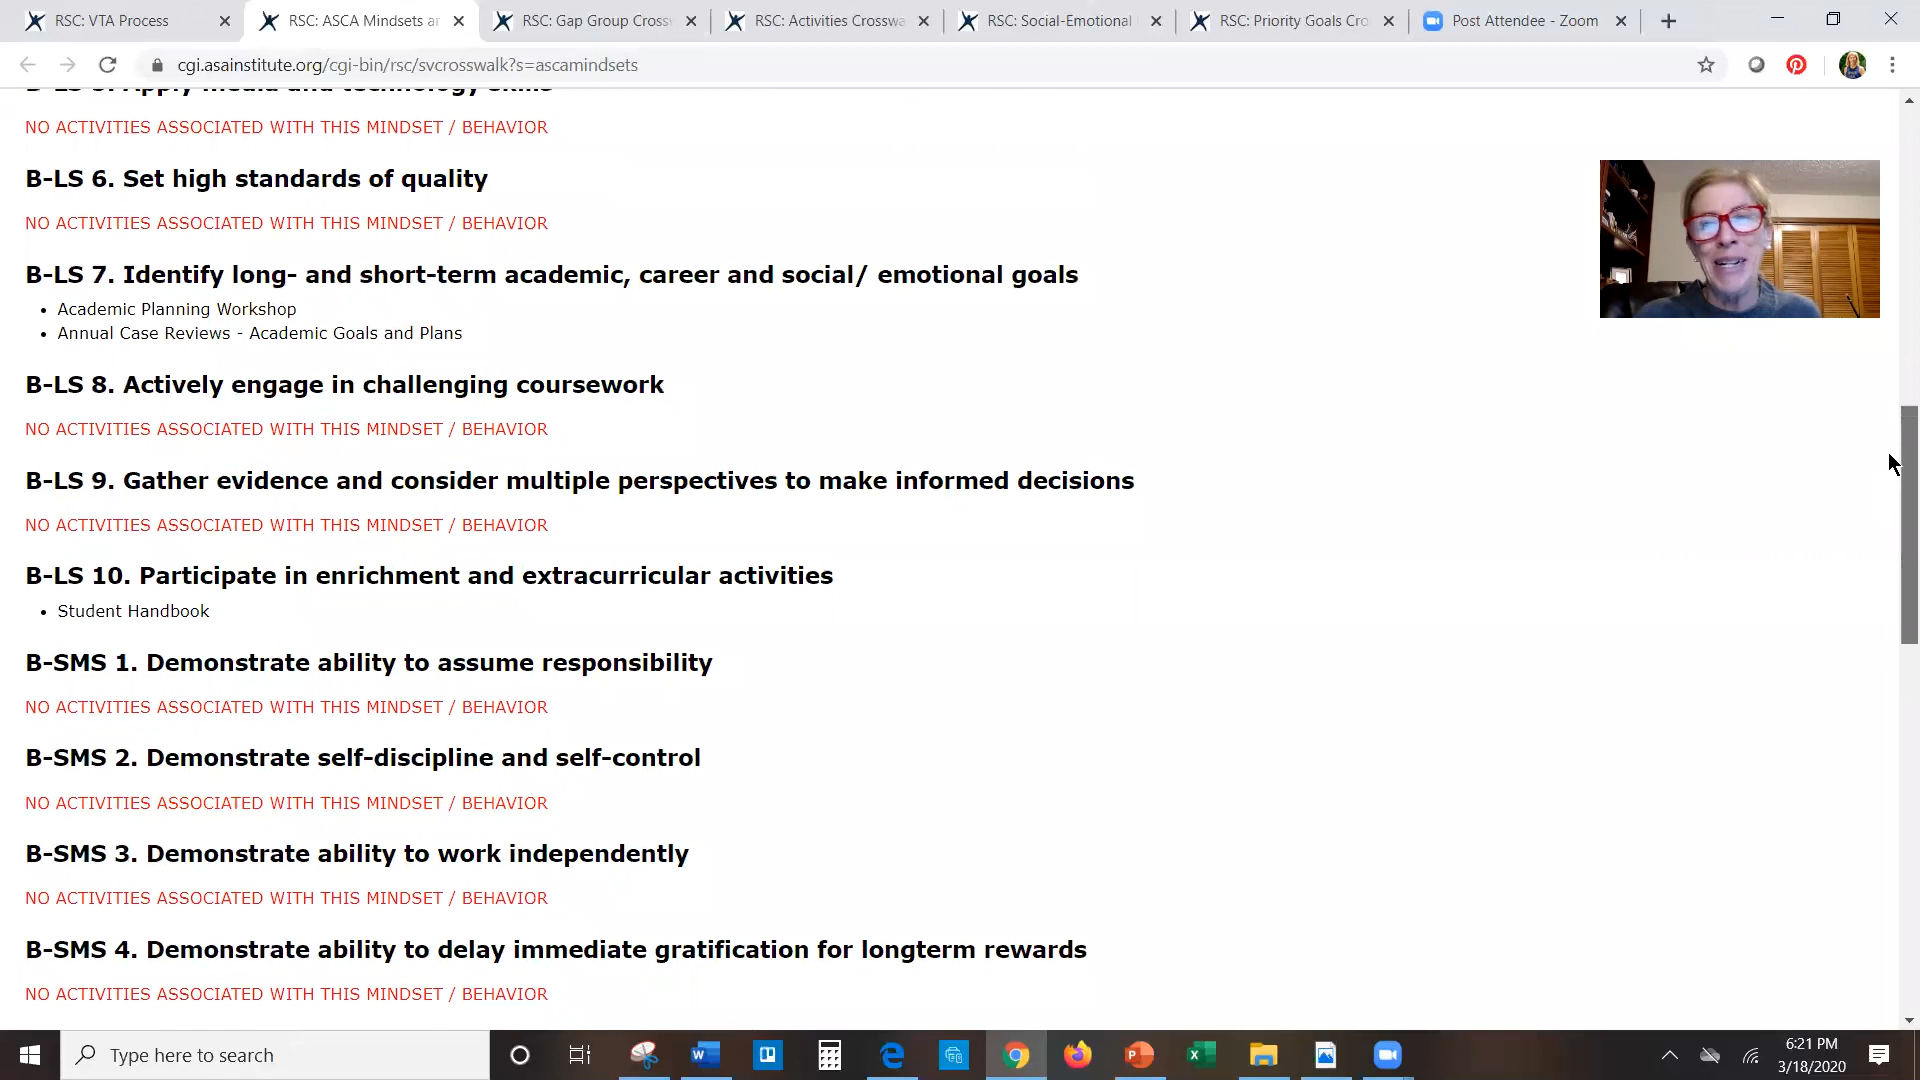 RSC: VTA Process
RSC: ASCA Mindsets ar
RSC: Gap Group Crossw
RSC: Activities Crosswa
RSC: Social-Emotional
RSC: Priority Goals Cro
Post Attendee - Zoom
cgi.asainstitute.org/cgi-bin/rsc/svcrosswalk?s=ascamindsets
Apply media and technology skills
NO ACTIVITIES ASSOCIATED WITH THIS MINDSET / BEHAVIOR
B-LS 6. Set high standards of quality
NO ACTIVITIES ASSOCIATED WITH THIS MINDSET / BEHAVIOR
B-LS 7. Identify long- and short-term academic, career and social/ emotional goals
• Academic Planning Workshop
• Annual Case Reviews - Academic Goals and Plans
B-LS 8. Actively engage in challenging coursework
NO ACTIVITIES ASSOCIATED WITH THIS MINDSET / BEHAVIOR
B-LS 9. Gather evidence and consider multiple perspectives to make informed decisions
NO ACTIVITIES ASSOCIATED WITH THIS MINDSET / BEHAVIOR
B-LS 10. Participate in enrichment and extracurricular activities
• Student Handbook
B-SMS 1. Demonstrate ability to assume responsibility
NO ACTIVITIES ASSOCIATED WITH THIS MINDSET / BEHAVIOR
B-SMS 2. Demonstrate self-discipline and self-control
NO ACTIVITIES ASSOCIATED WITH THIS MINDSET / BEHAVIOR
B-SMS 3. Demonstrate ability to work independently
NO ACTIVITIES ASSOCIATED WITH THIS MINDSET / BEHAVIOR
B-SMS 4. Demonstrate ability to delay immediate gratification for longterm rewards
NO ACTIVITIES ASSOCIATED WITH THIS MINDSET / BEHAVIOR
Type here to search
6:21 PM
3/18/2020